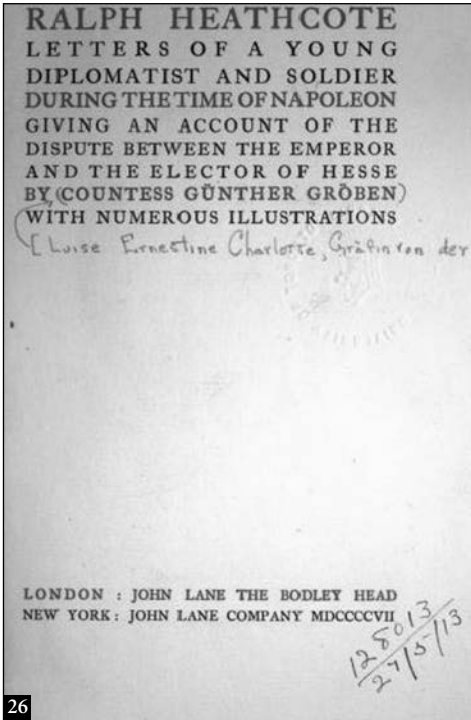 RALPH HEATHCOTE
LETTERS OF A YOUNG
DIPLOMATIST AND SOLDIER
DURING THE TIME OF NAPOLEON
GIVING AN ACCOUNT OF THE
DISPUTE BETWEEN THE EMPEROR
AND THE ELECTOR OF HESSE
BY (COUNTESS GÜNTHER GRÖBEN)
WITH NUMEROUS ILLUSTRATIONS
[Luise Ernestine Charlotte, Gräfin von der
LONDON : JOHN LANE THE BODLEY HEAD
NEW YORK : JOHN LANE COMPANY MDCCCCVII
128013
27/5/13
26